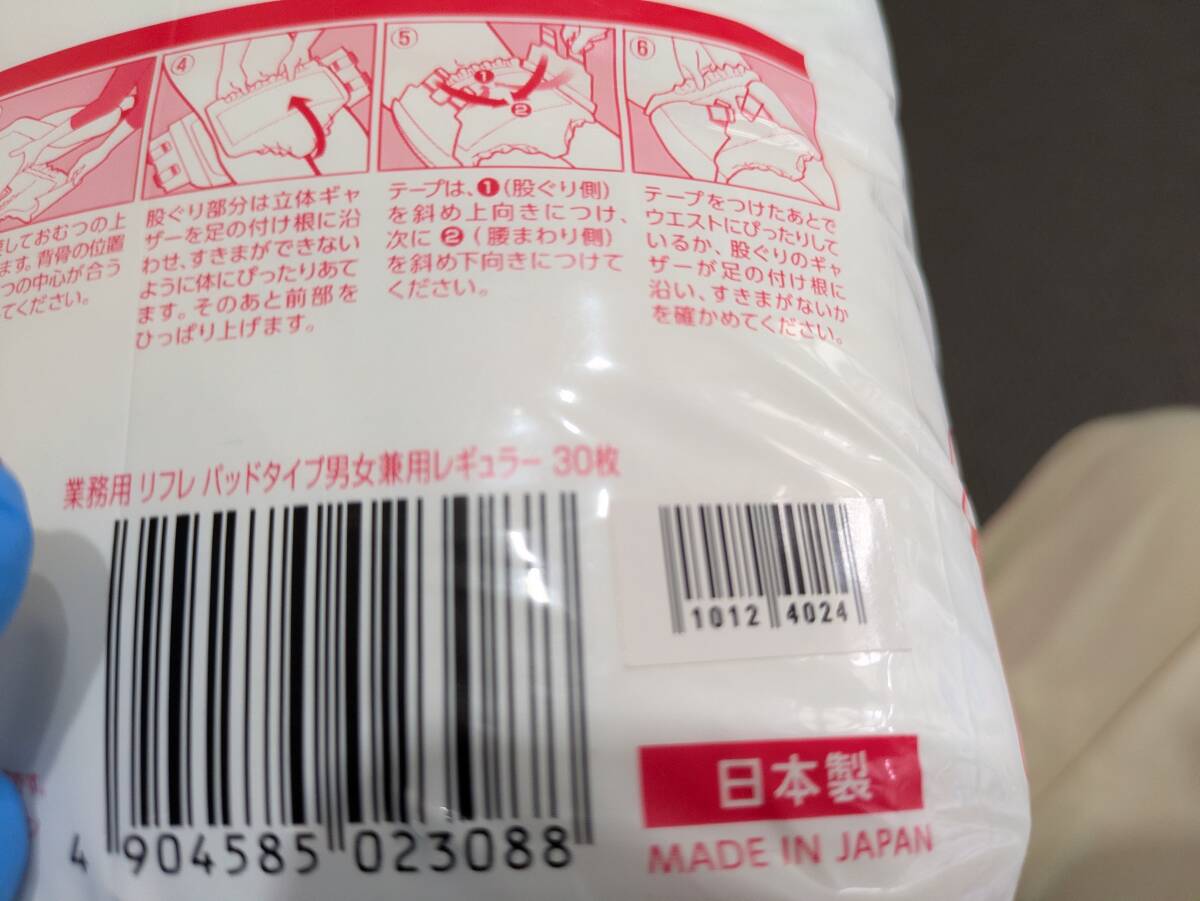 ④
⑤
❶
❷
⑥
しておむつの上
ます。背骨の位置
つの中心が合う
てください。
股ぐり部分は立体ギャ
ザーを足の付け根に沿
わせ、すきまができない
ように体にぴったりあて
ます。そのあと前部を
ひっぱり上げます。
テープは、❶(股ぐり側)
を斜め上向きにつけ、
次に❷(腰まわり側)
を斜め下向きにつけて
ください。
テープをつけたあとで
ウエストにぴったりして
いるか、股ぐりのギャ
ザーが足の付け根に
沿い、すきまがないか
を確かめてください。
業務用 リフレ パッドタイプ男女兼用レギュラー 30枚
4 904585 023088
1012 4024
日本製
MADE IN JAPAN